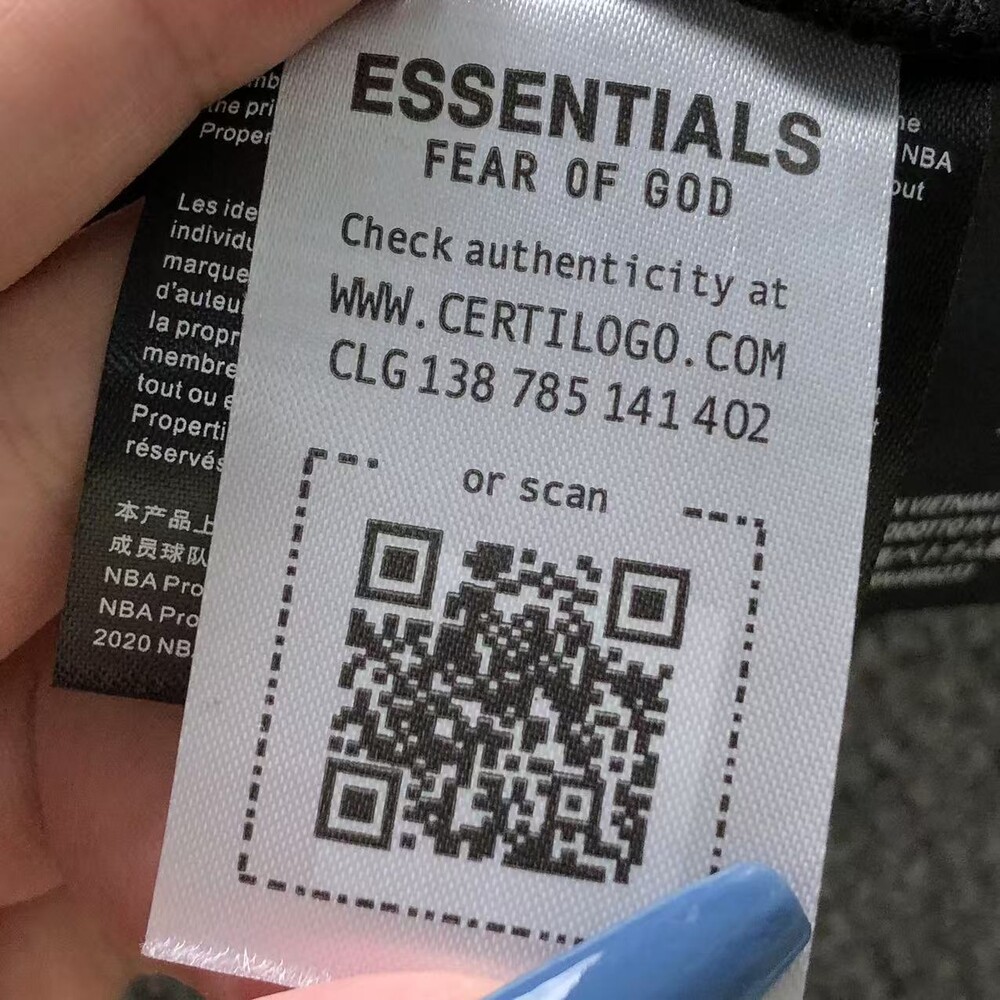 ESSENTIALS
FEAR OF GOD
Check authenticity at
WWW.CERTILOGO.COM
CLG 138 785 141 402
or scan
the pri
Proper
Les ide
individu
marque
d'auteu
la propr
membre
tout ou e
Properti
réservés
本产品上
成员球队
NBA Pro
NBA Pro
2020 NB
NBA
out
VIETNAM